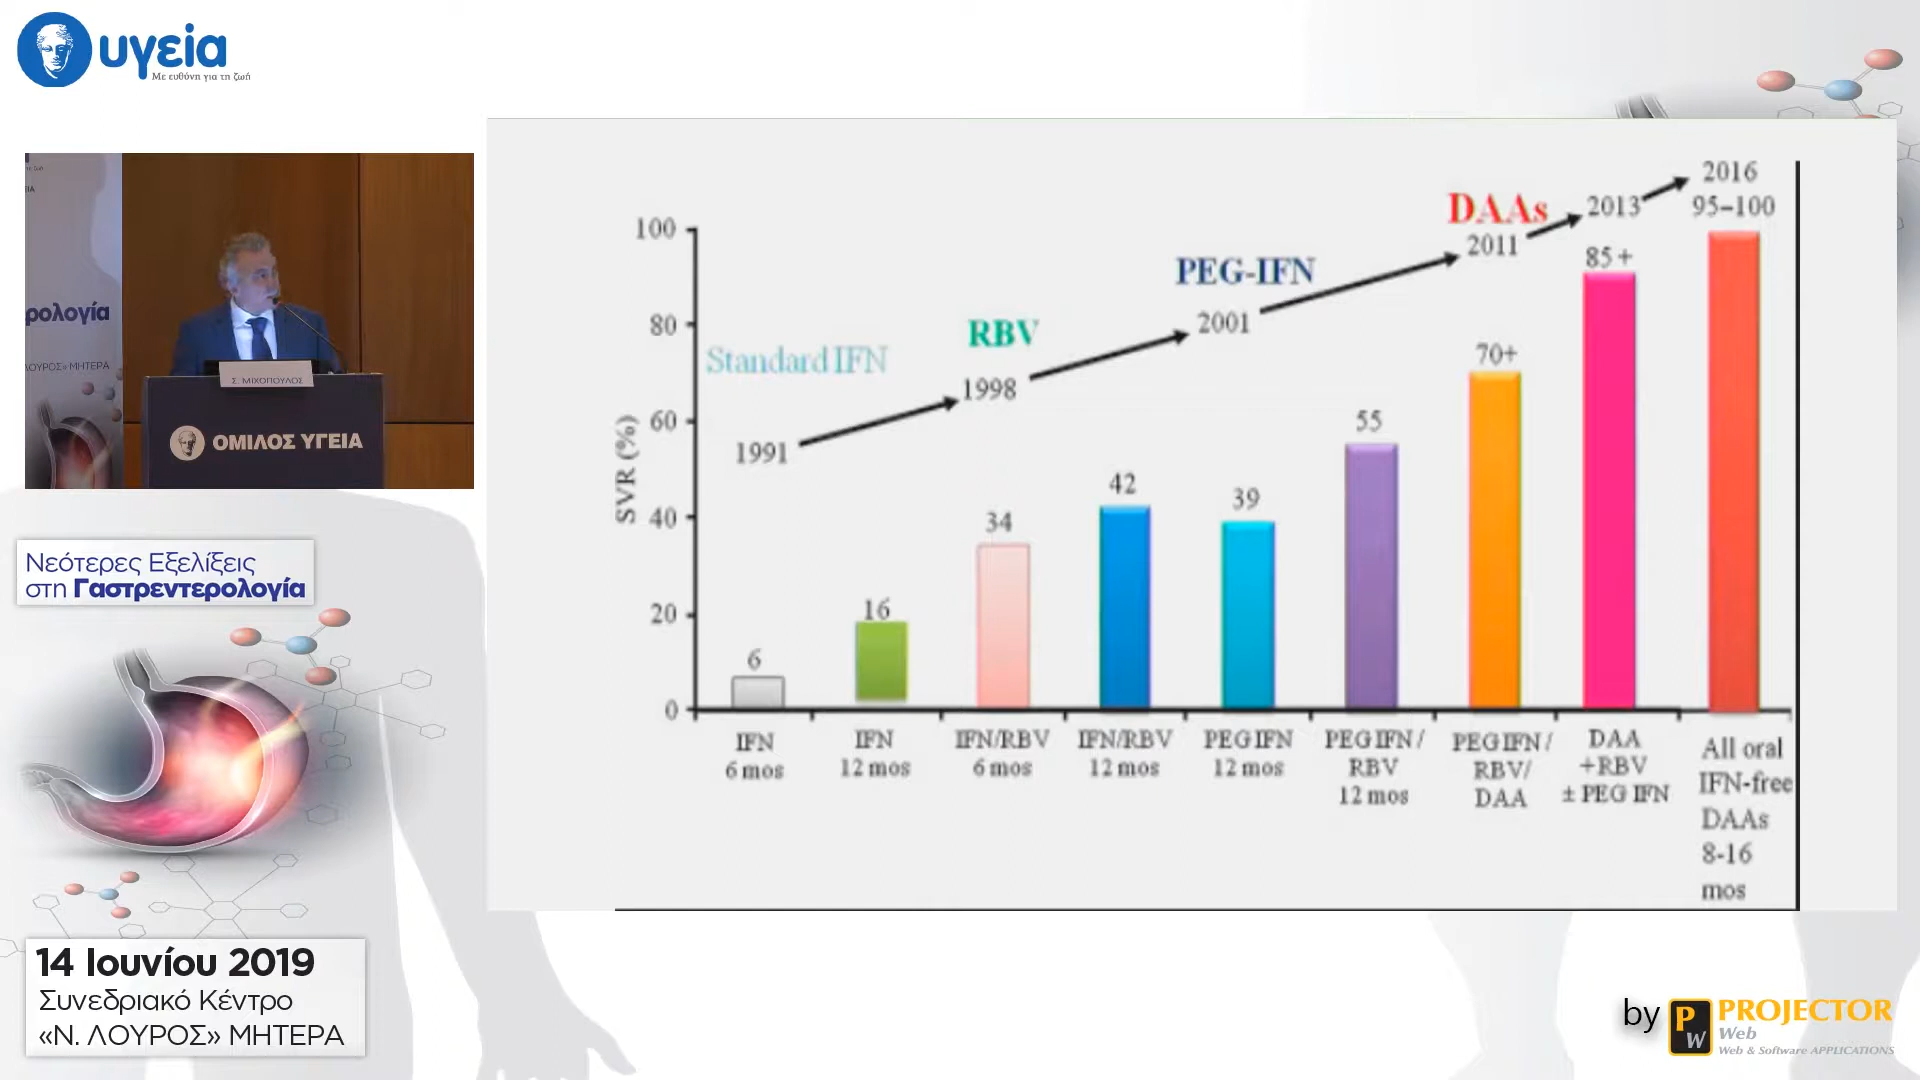 υγεία
Με ευθύνη για τη ζωή
ρολογία
ΛΟΥΡΟΣ» ΜΗΤΕΡΑ
Σ. ΜΙΧΟΠΟΥΛΟΣ
ΟΜΙΛΟΣ ΥΓΕΙΑ
Νεότερες Εξελίξεις
στη Γαστρεντερολογία
14 Ιουνίου 2019
Συνεδριακό Κέντρο
«Ν. ΛΟΥΡΟΣ» ΜΗΤΕΡΑ
SVR (%)
100
80
60
40
20
0
Standard IFN
1991
RBV
1998
PEG-IFN
2001
DAAs
2011
2013
2016
6
16
34
42
39
55
70+
85+
95–100
IFN
6 mos
IFN
12 mos
IFN/RBV
6 mos
IFN/RBV
12 mos
PEG IFN
12 mos
PEG IFN /
RBV
12 mos
PEG IFN /
RBV/
DAA
DAA
+RBV
± PEG IFN
All oral
IFN-free
DAAs
8-16
mos
by PW PROJECTOR
Web
Web & Software APPLICATIONS